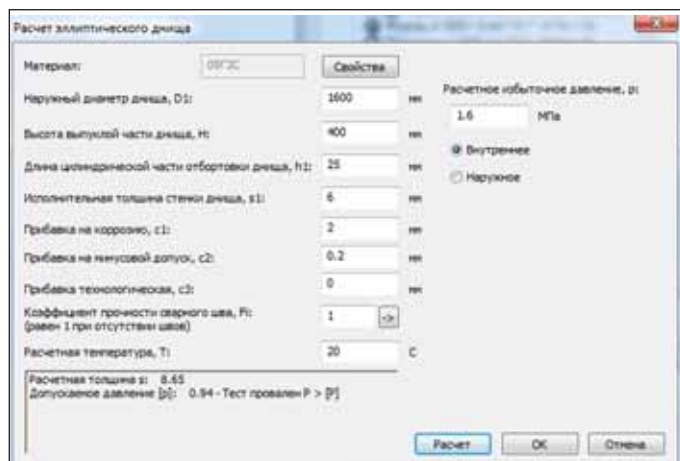 Расчет эллиптического днища
Материал: 09Г2С Свойства
Наружный диаметр днища, D1: 1600 мм
Расчетное избыточное давление, p:
1.6 МПа
Высота выпуклой части днища, H: 400 мм
Внутреннее
Длина цилиндрической части отбортовки днища, h1: 25 мм
Наружное
Исполнительная толщина стенки днища, s1: 6 мм
Прибавка на коррозию, c1: 2 мм
Прибавка на минусовой допуск, c2: 0.2 мм
Прибавка технологическая, c3: 0 мм
Коэффициент прочности сварного шва, Fi:
(равен 1 при отсутствии швов) 1 ->
Расчетная температура, T: 20 C
Расчетная толщина s: 8.65
Допускаемое давление [p]: 0.94 - Тест провален P > [P]
Расчет OK Отмена